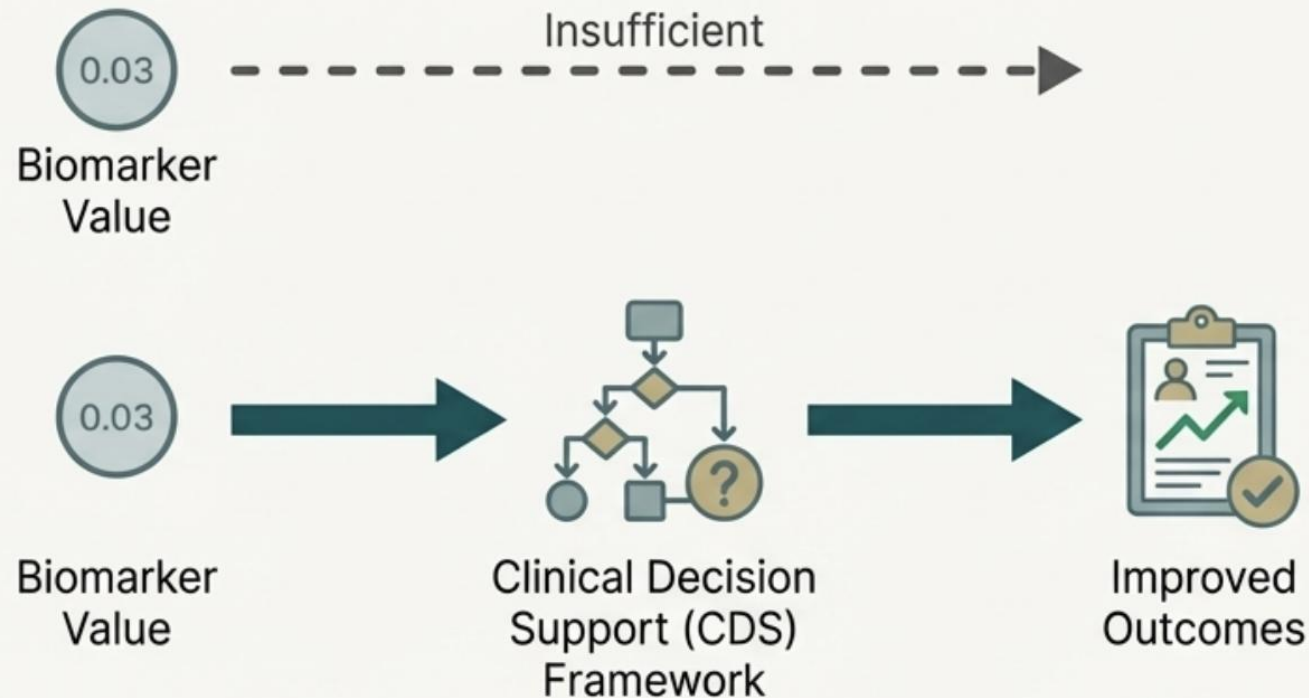 Insufficient
0.03
Biomarker
Value
0.03
?
Biomarker
Value
Clinical Decision
Support (CDS)
Framework
Improved
Outcomes